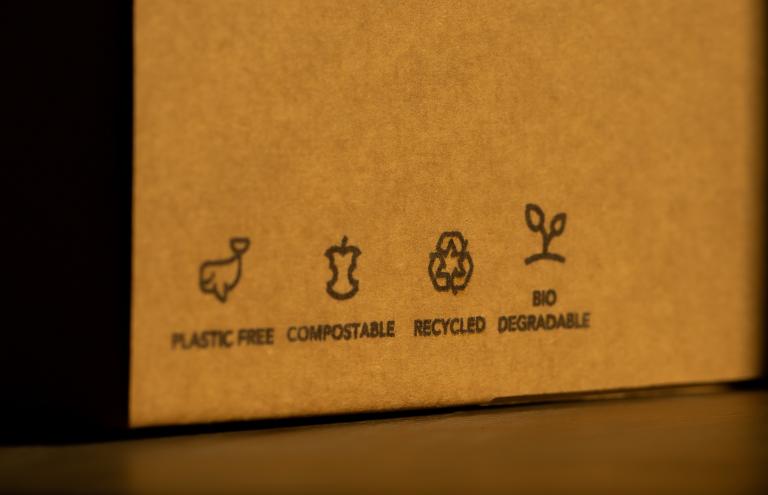 PLASTIC FREE
COMPOSTABLE
RECYCLED
BIO
DEGRADABLE